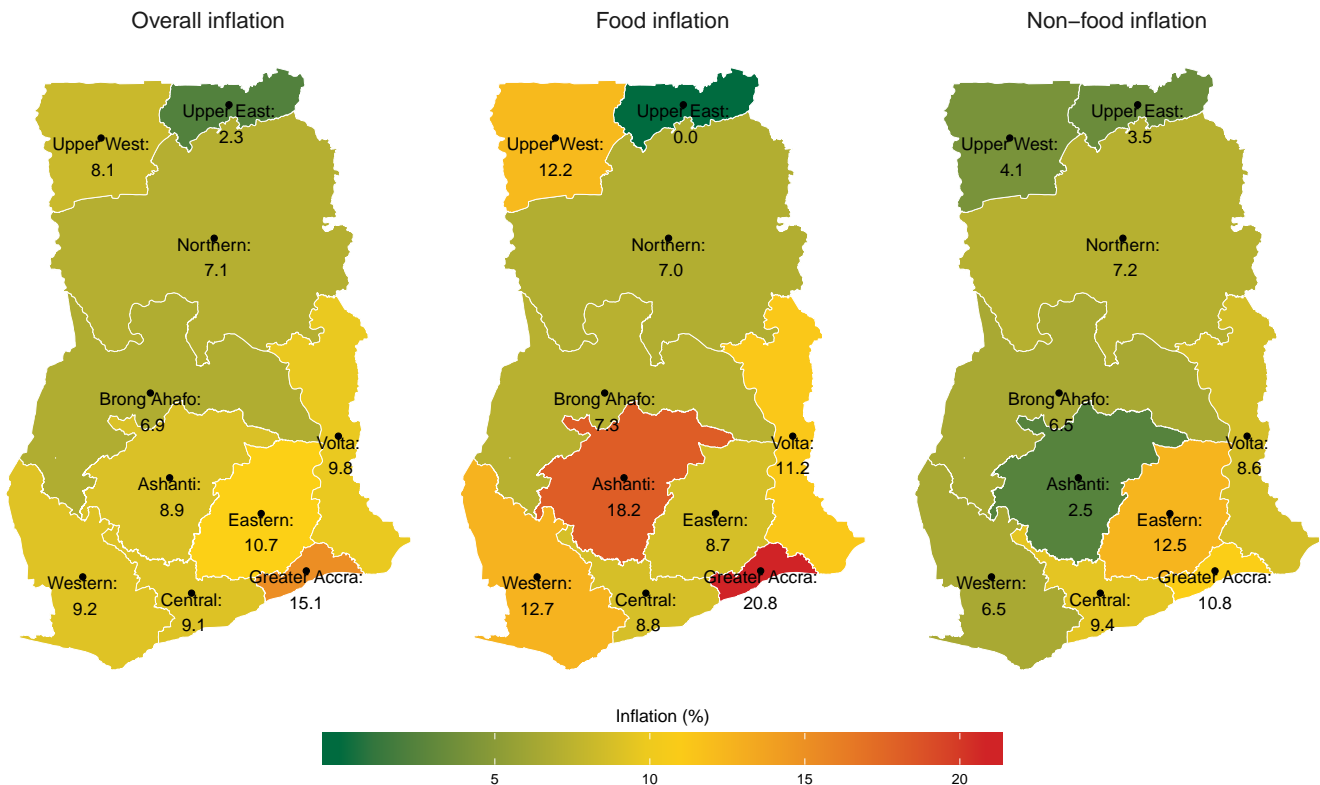 Overall inflation
Upper East:
2.3
Upper West:
8.1
Northern:
7.1
Brong Ahafo:
6.9
Volta:
9.8
Ashanti:
8.9
Eastern:
10.7
Western:
9.2
Central:
9.1
Greater Accra:
15.1
Food inflation
Upper East:
0.0
Upper West:
12.2
Northern:
7.0
Brong Ahafo:
7.3
Volta:
11.2
Ashanti:
18.2
Eastern:
8.7
Western:
12.7
Central:
8.8
Greater Accra:
20.8
Non−food inflation
Upper East:
3.5
Upper West:
4.1
Northern:
7.2
Brong Ahafo:
6.5
Volta:
8.6
Ashanti:
2.5
Eastern:
12.5
Western:
6.5
Central:
9.4
Greater Accra:
10.8
Inflation (%)
5 10 15 20